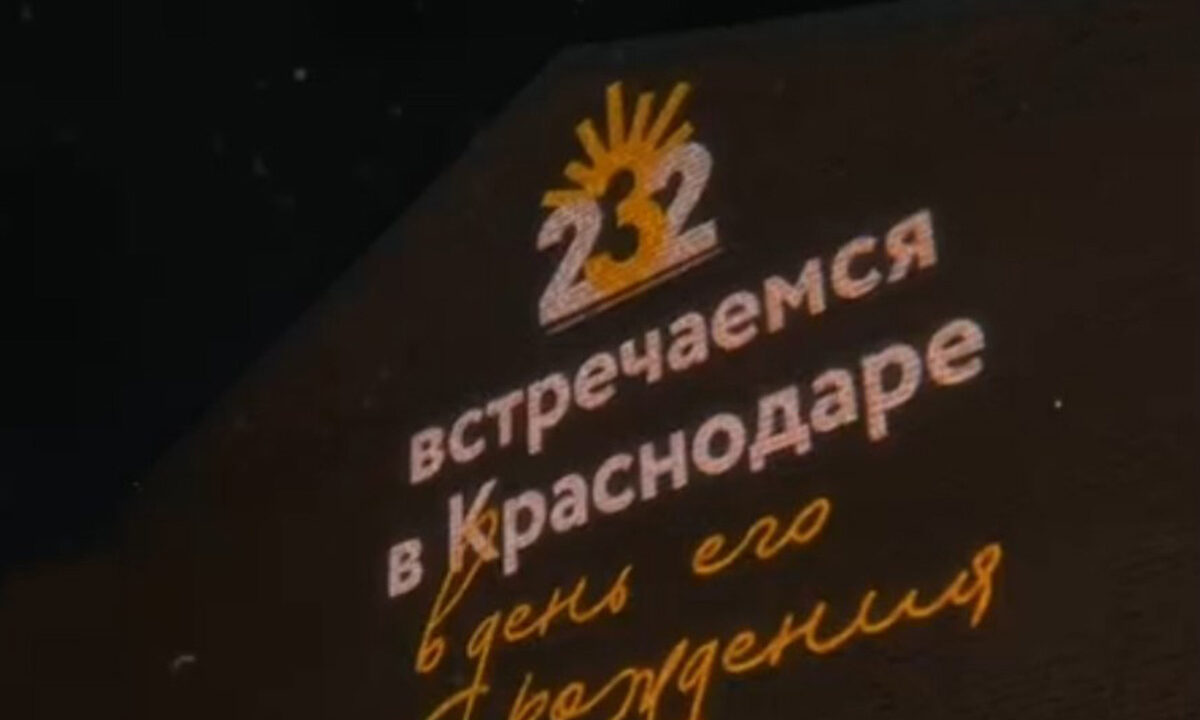 232
встречаемся
в Краснодаре
в день его
рождения